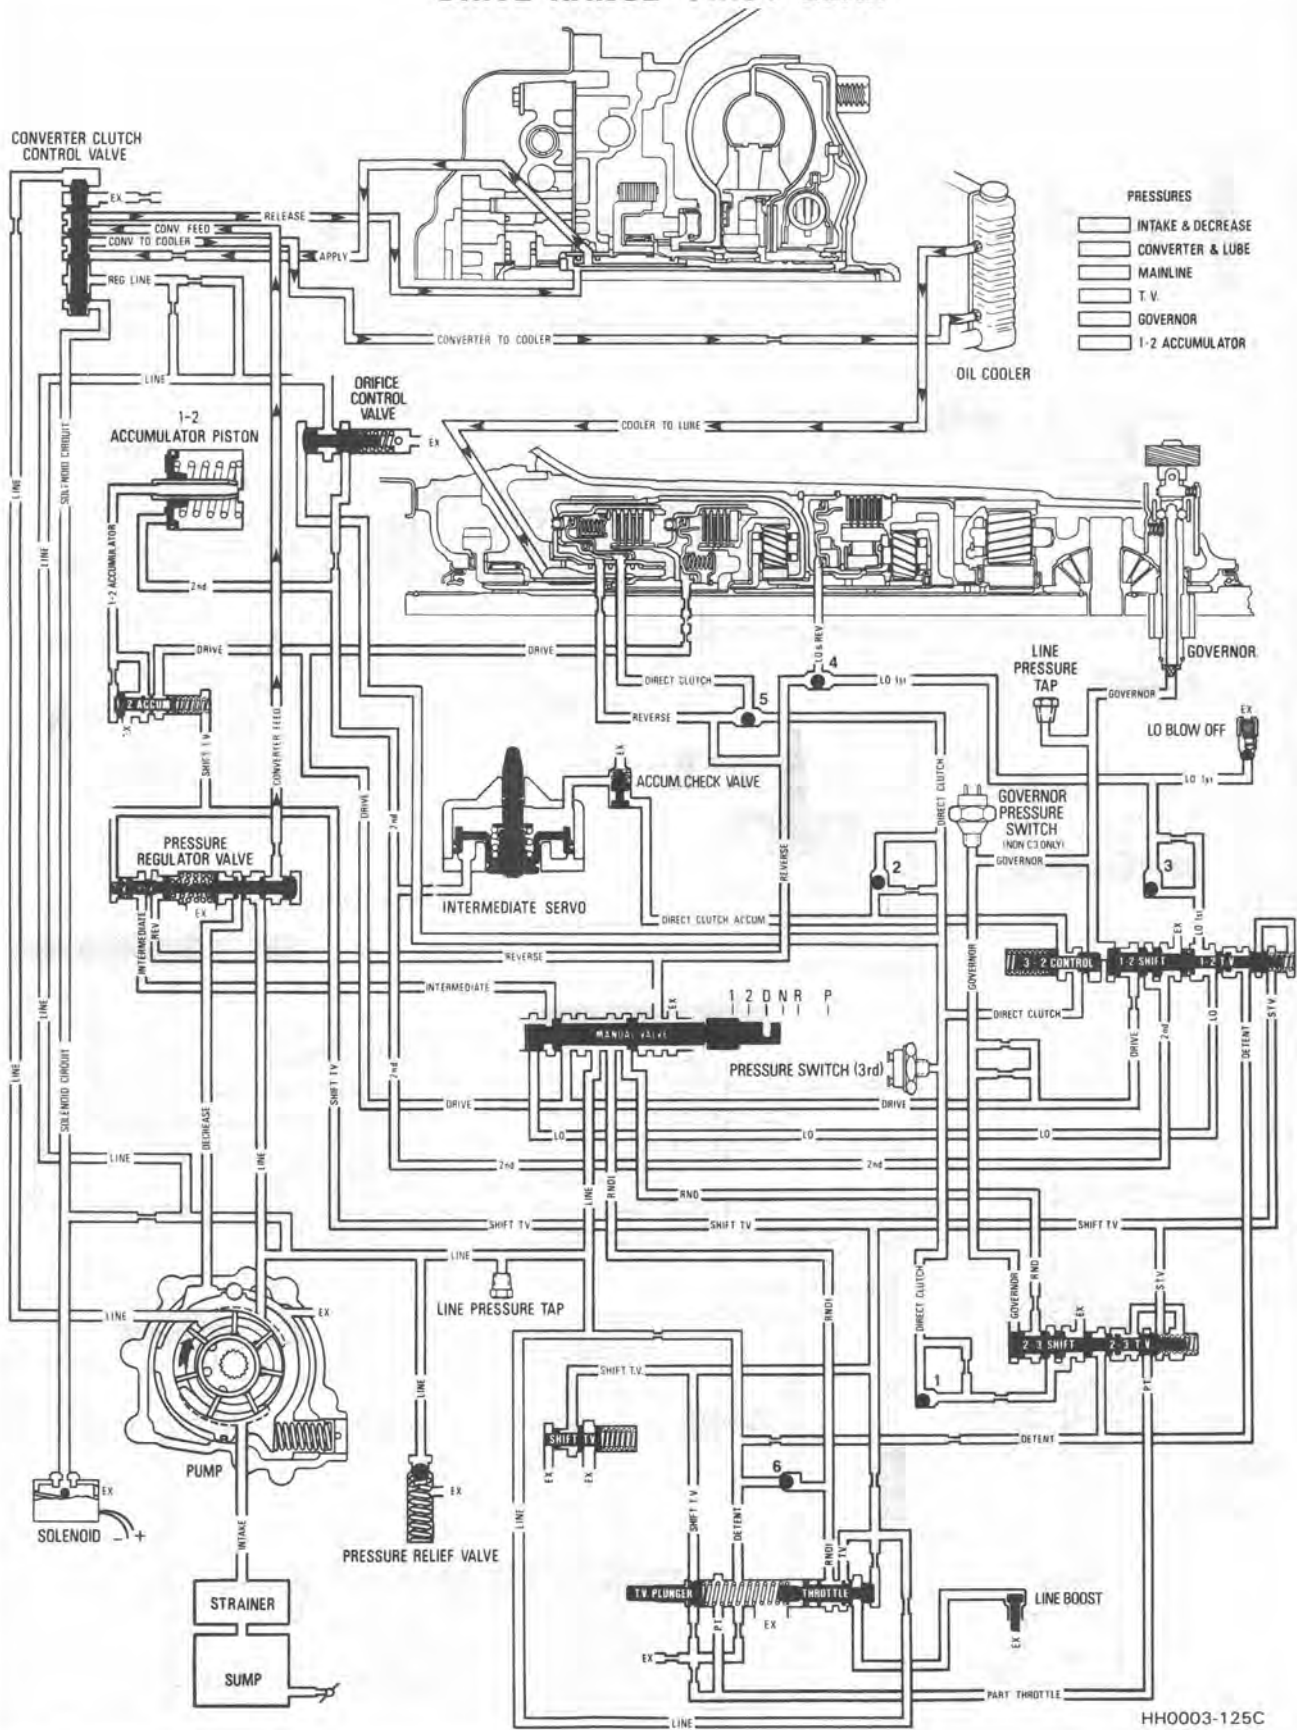 CONVERTER CLUTCH
CONTROL VALVE
EX
RELEASE
CONV. FEED
CONV TO COOLER
APPLY
REG LINE
CONVERTER TO COOLER
OIL COOLER
PRESSURES
INTAKE & DECREASE
CONVERTER & LUBE
MAINLINE
T.V.
GOVERNOR
1-2 ACCUMULATOR
LINE
ORIFICE
CONTROL
VALVE
EX
1-2
ACCUMULATOR PISTON
COOLER TO LUBE
LINE
SOLENOID CIRCUIT
LINE
1-2 ACCUMULATOR
2nd
DRIVE
DRIVE
LO & REV
4
LO 1st
LINE
PRESSURE
TAP
GOVERNOR
GOVERNOR
DIRECT CLUTCH
5
REVERSE
LO BLOW OFF
EX
2 ACCUM
EX
SHIFT TV
CONVERTER FEED
EX
ACCUM. CHECK VALVE
LO 1st
DRIVE
2nd
REVERSE
DIRECT CLUTCH
GOVERNOR
PRESSURE
SWITCH
(NON C3 ONLY)
GOVERNOR
PRESSURE
REGULATOR VALVE
EX
INTERMEDIATE SERVO
2
3
DIRECT CLUTCH ACCUM.
LO 1st
EX
INTERMEDIATE
REV
REVERSE
INTERMEDIATE
GOVERNOR
3-2 CONTROL
1-2 SHIFT
1-2 T.V.
1 2 D N R P
EX
MANUAL VALVE
DIRECT CLUTCH
DRIVE
2nd
LO
DETENT
S.T.V.
PRESSURE SWITCH (3rd)
LINE
LINE
SOLENOID CIRCUIT
SHIFT TV
2nd
DRIVE
DRIVE
LO
LO
LO
DECREASE
LINE
LINE
2nd
2nd
LINE
RNDI
RND
SHIFT TV
SHIFT TV
SHIFT T.V
LINE
LINE PRESSURE TAP
LINE
EX
DIRECT CLUTCH
GOVERNOR
RND
EX
S.T.V.
RNDI
2-3 SHIFT
2-3 T.V.
SHIFT T.V.
LINE
1
PT
SHIFT TV
EX
EX
DETENT
PUMP
6
EX
SOLENOID
- +
EX
PRESSURE RELIEF VALVE
INTAKE
LINE
SHIFT T.V
DETENT
RNDI
TV
STRAINER
T.V. PLUNGER
THROTTLE
LINE BOOST
EX
PT
EX
EX
SUMP
PART THROTTLE
LINE
HH0003-125C